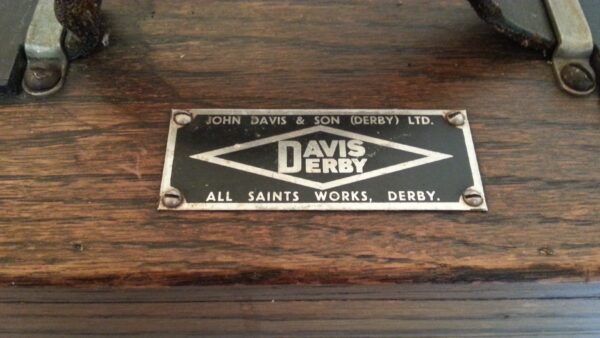 JOHN DAVIS & SON (DERBY) LTD.
DAVIS
DERBY
ALL SAINTS WORKS, DERBY.